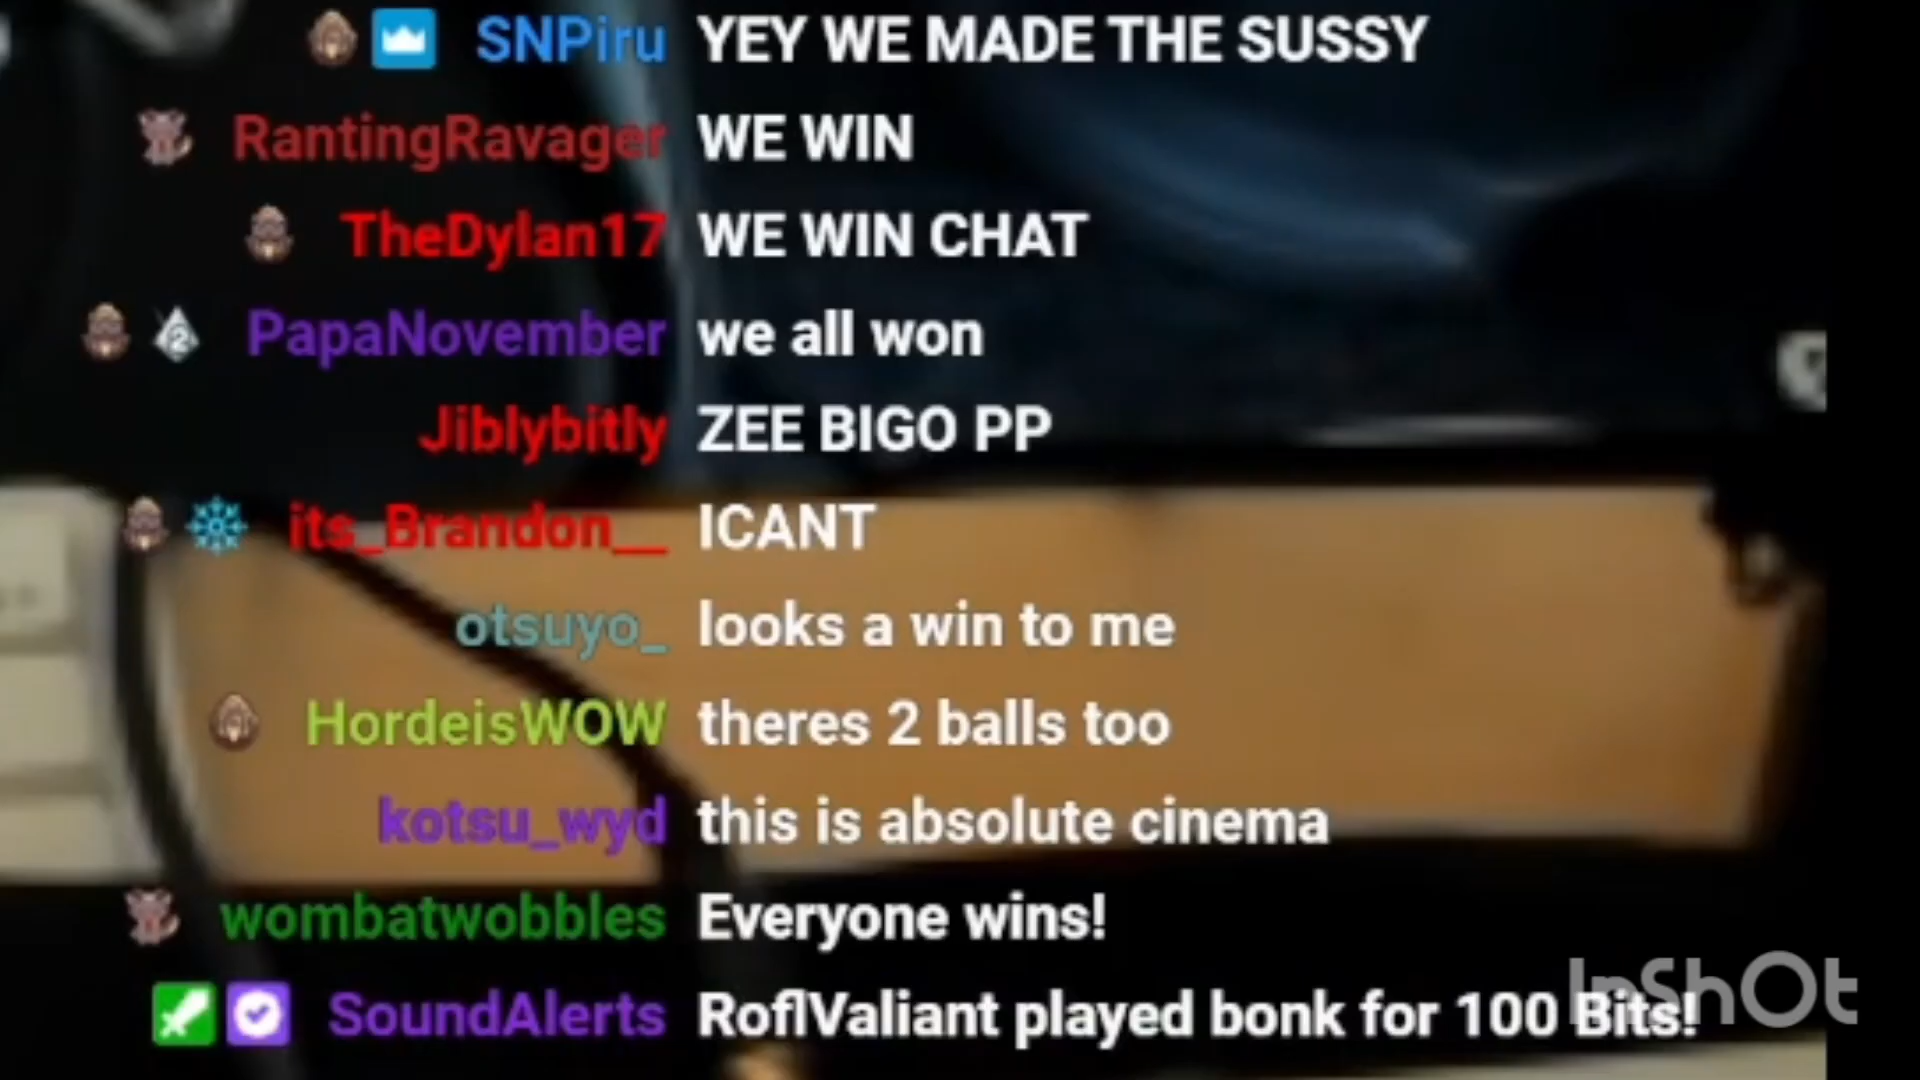 SNPiru YEY WE MADE THE SUSSY
RantingRavager WE WIN
TheDylan17 WE WIN CHAT
PapaNovember we all won
Jiblybitly ZEE BIGO PP
its_Brandon__ ICANT
otsuyo_ looks a win to me
HordeisWOW theres 2 balls too
kotsu_wyd this is absolute cinema
wombatwobbles Everyone wins!
SoundAlerts RoflValiant played bonk for 100 Bits!
InShOt